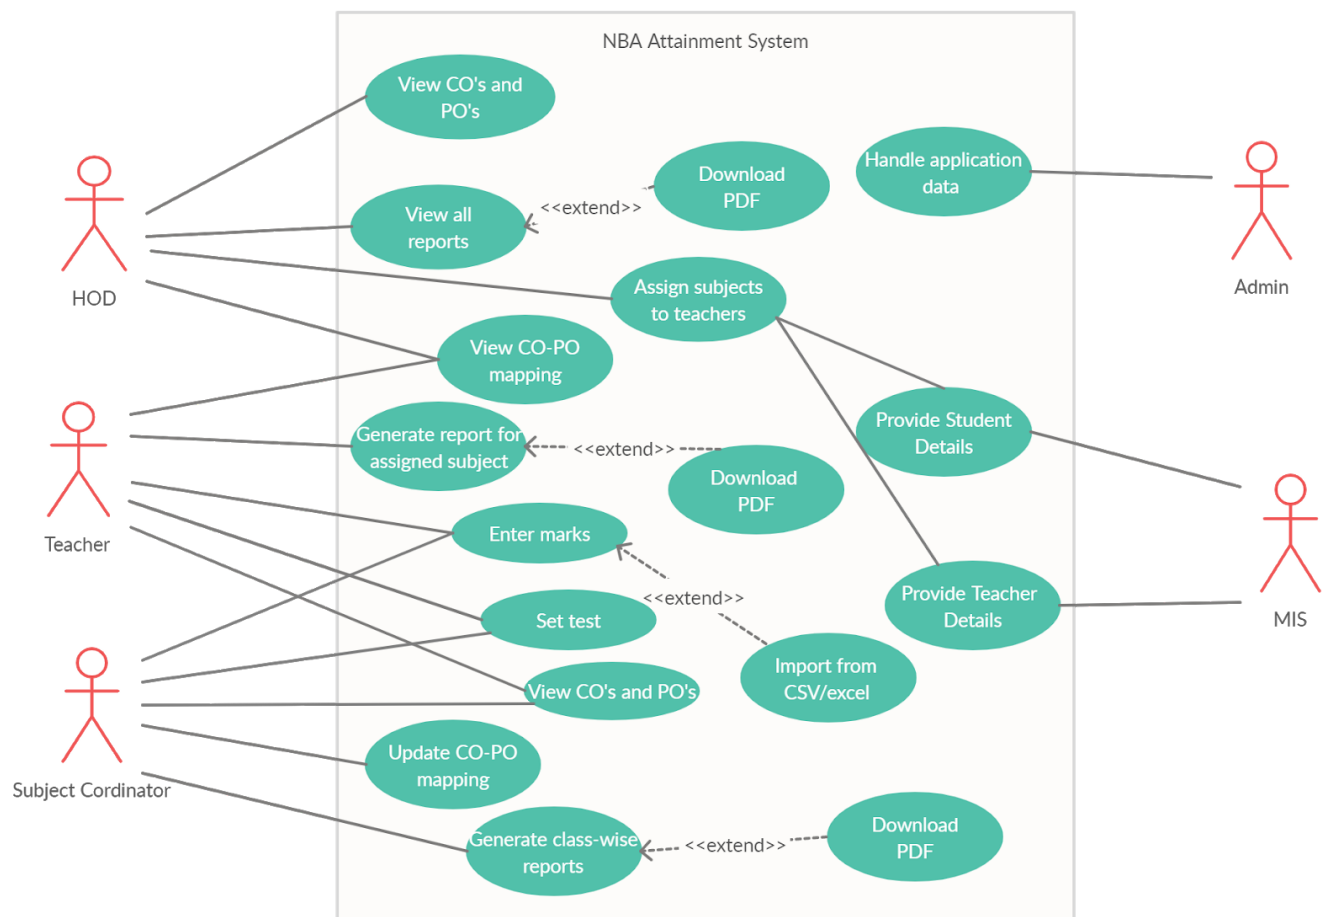 NBA Attainment System
View CO's and
PO's
Handle application
data
Download
PDF
<<extend>>
View all
reports
HOD
Admin
Assign subjects
to teachers
View CO-PO
mapping
Provide Student
Details
Generate report for
assigned subject
<<extend>>
Download
PDF
Teacher
Enter marks
<<extend>>
Provide Teacher
Details
MIS
Set test
Import from
CSV/excel
View CO's and PO's
Update CO-PO
mapping
Subject Cordinator
Generate class-wise
reports
<<extend>>
Download
PDF